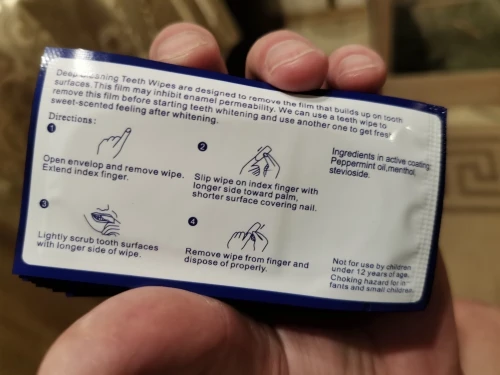 Deep Cleaning Teeth Wipes are designed to remove the film that builds up on tooth
surfaces. This film may inhibit enamel permeability. We can use a teeth wipe to
remove this film before starting teeth whitening and use another one to get fresh
sweet-scented feeling after whitening.
Directions:
1
Open envelop and remove wipe.
Extend index finger.
2
Slip wipe on index finger with
longer side toward palm,
shorter surface covering nail.
3
Lightly scrub tooth surfaces
with longer side of wipe.
4
Remove wipe from finger and
dispose of properly.
Ingredients in active coating:
Peppermint oil,menthol,
stevioside.
Not for use by children
under 12 years of age.
Choking hazard for in-
fants and small children.